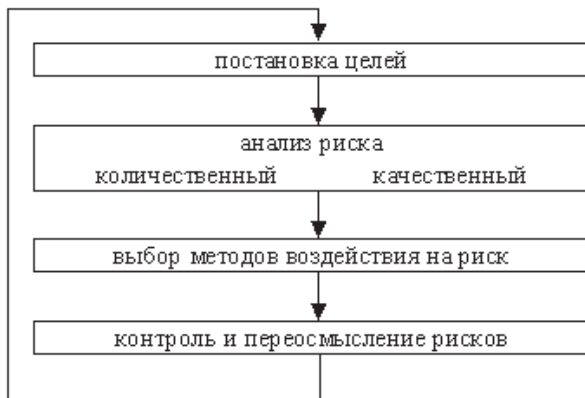 постановка целей
анализ риска
количественный качественный
выбор методов воздействия на риск
контроль и переосмысление рисков